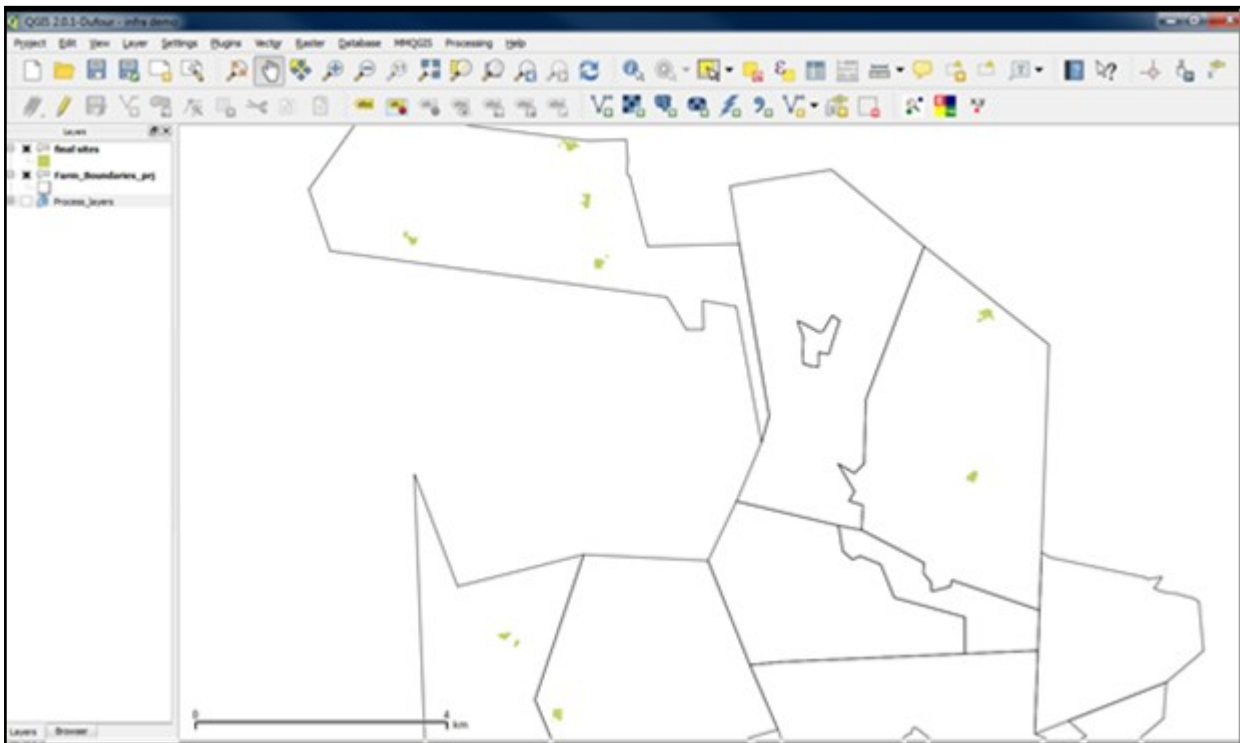 QGIS 2.0.1-Dufour - infra demo
Project Edit View Layer Settings Plugins Vector Raster Database MMQGIS Processing Help
Layers
final sites
Farm_Boundaries_prj
Process_layers
0 4 km
Layers Browser